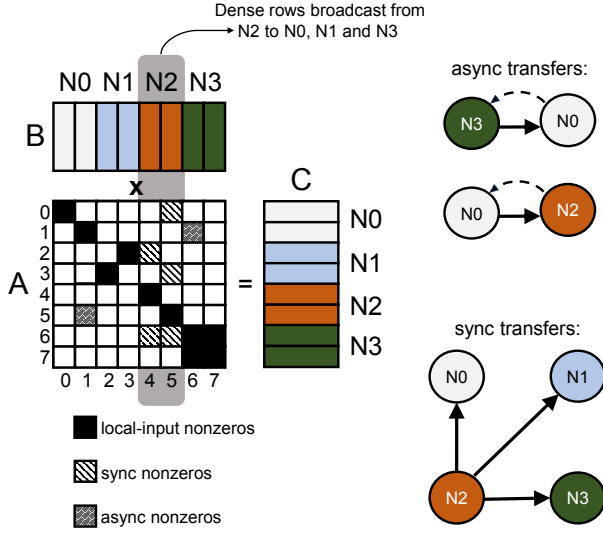 Dense rows broadcast from
N2 to N0, N1 and N3
N0 N1 N2 N3
B
x
A
0
1
2
3
4
5
6
7
0 1 2 3 4 5 6 7
=
C
N0
N1
N2
N3
local-input nonzeros
sync nonzeros
async nonzeros
async transfers:
N3 N0
N0 N2
sync transfers:
N0 N1
N2 N3